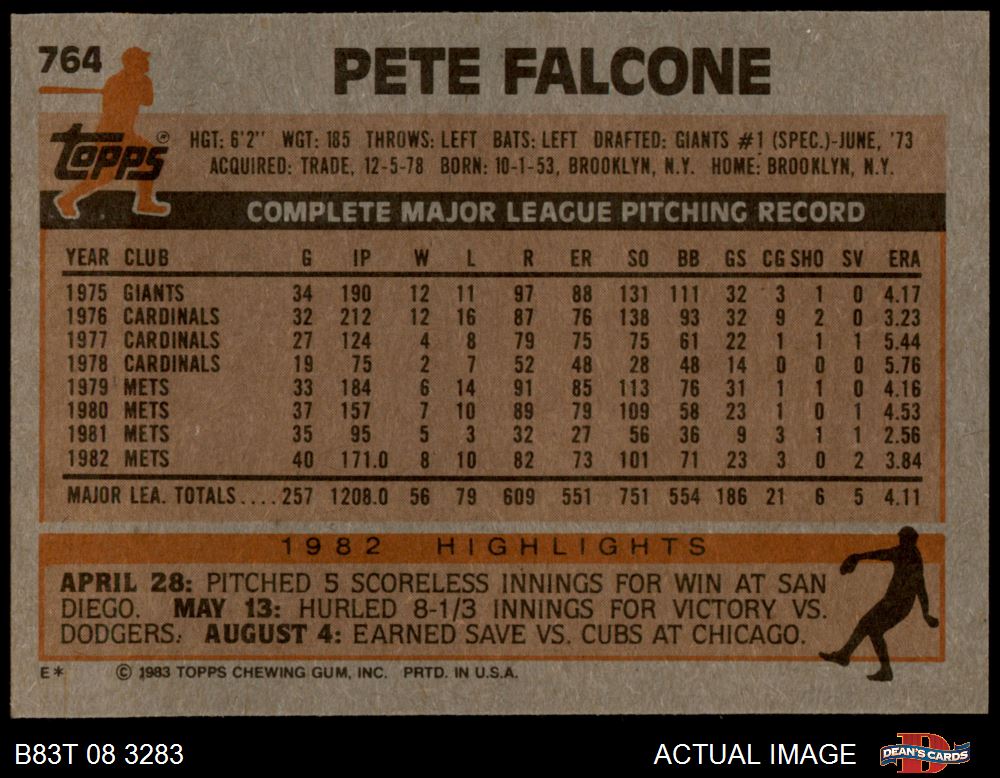 764
PETE FALCONE
Topps®
HGT: 6'2" WGT: 185 THROWS: LEFT BATS: LEFT DRAFTED: GIANTS #1 (SPEC.)-JUNE, '73
ACQUIRED: TRADE, 12-5-78 BORN: 10-1-53, BROOKLYN, N.Y. HOME: BROOKLYN, N.Y.
COMPLETE MAJOR LEAGUE PITCHING RECORD
YEAR CLUB G IP W L R ER SO BB GS CG SHO SV ERA
1975 GIANTS 34 190 12 11 97 88 131 111 32 3 1 0 4.17
1976 CARDINALS 32 212 12 16 87 76 138 93 32 9 2 0 3.23
1977 CARDINALS 27 124 4 8 79 75 75 61 22 1 1 1 5.44
1978 CARDINALS 19 75 2 7 52 48 28 48 14 0 0 0 5.76
1979 METS 33 184 6 14 91 85 113 76 31 1 1 0 4.16
1980 METS 37 157 7 10 89 79 109 58 23 1 0 1 4.53
1981 METS 35 95 5 3 32 27 56 36 9 3 1 1 2.56
1982 METS 40 171.0 8 10 82 73 101 71 23 3 0 2 3.84
MAJOR LEA. TOTALS.... 257 1208.0 56 79 609 551 751 554 186 21 6 5 4.11
1982 HIGHLIGHTS
APRIL 28: PITCHED 5 SCORELESS INNINGS FOR WIN AT SAN
DIEGO. MAY 13: HURLED 8-1/3 INNINGS FOR VICTORY VS.
DODGERS. AUGUST 4: EARNED SAVE VS. CUBS AT CHICAGO.
E* © 1983 TOPPS CHEWING GUM, INC. PRTD. IN U.S.A.
B83T 08 3283 ACTUAL IMAGE D DEAN'S CARDS